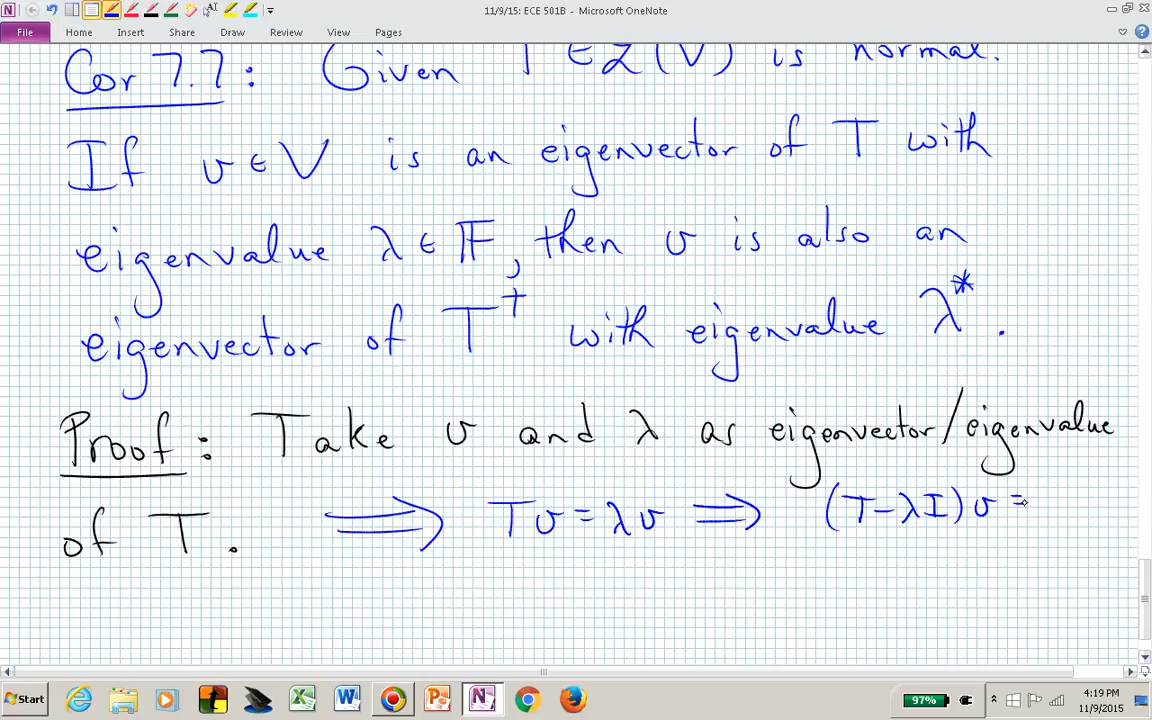 11/9/15: ECE 501B - Microsoft OneNote
File Home Insert Share Draw Review View Pages
Cor 7.7: Given T ∈ L(V) is normal.
If v ∈ V is an eigenvector of T with
eigenvalue λ ∈ 𝔽, then v is also an
eigenvector of T† with eigenvalue λ*.
Proof: Take v and λ as eigenvector/eigenvalue
of T. ⟹ Tv = λv ⟹ (T-λI)v =
Start
97%
4:19 PM
11/9/2015